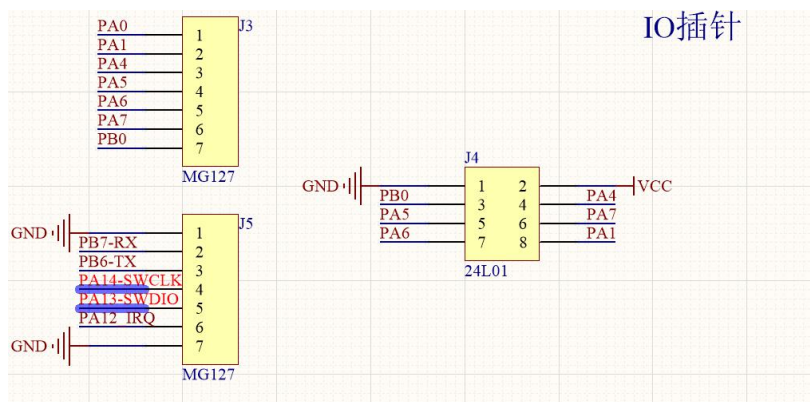 IO插针
PA0
PA1
PA4
PA5
PA6
PA7
PB0
J3
1
2
3
4
5
6
7
MG127
GND
PB7-RX
PB6-TX
PA14-SWCLK
PA13-SWDIO
PA12 IRQ
GND
J5
1
2
3
4
5
6
7
MG127
J4
GND
1
2
VCC
PB0
3
4
PA4
PA5
5
6
PA7
PA6
7
8
PA1
24L01